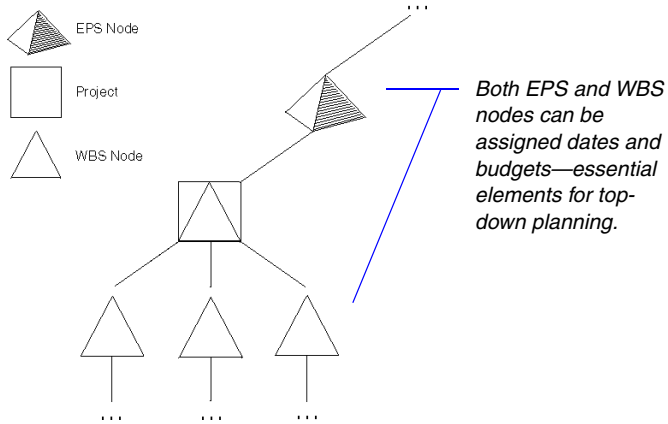 EPS Node
Project
WBS Node
...
Both EPS and WBS
nodes can be
assigned dates and
budgets—essential
elements for top-
down planning.
... ... ...